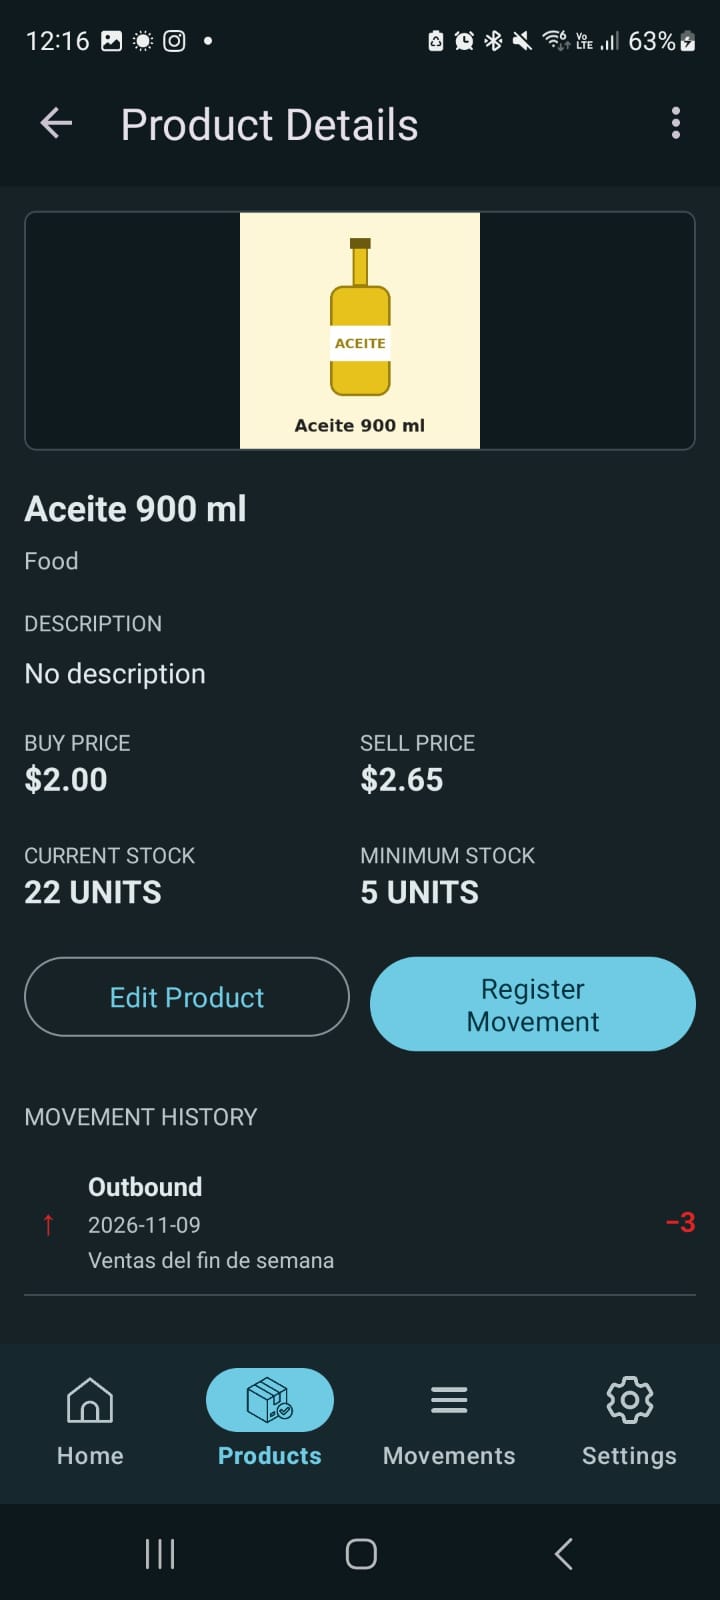 12:16
63%
Product Details
ACEITE
Aceite 900 ml
Aceite 900 ml
Food
DESCRIPTION
No description
BUY PRICE
SELL PRICE
$2.00
$2.65
CURRENT STOCK
MINIMUM STOCK
22 UNITS
5 UNITS
Edit Product
Register
Movement
MOVEMENT HISTORY
Outbound
2026-11-09
−3
Ventas del fin de semana
Home
Products
Movements
Settings